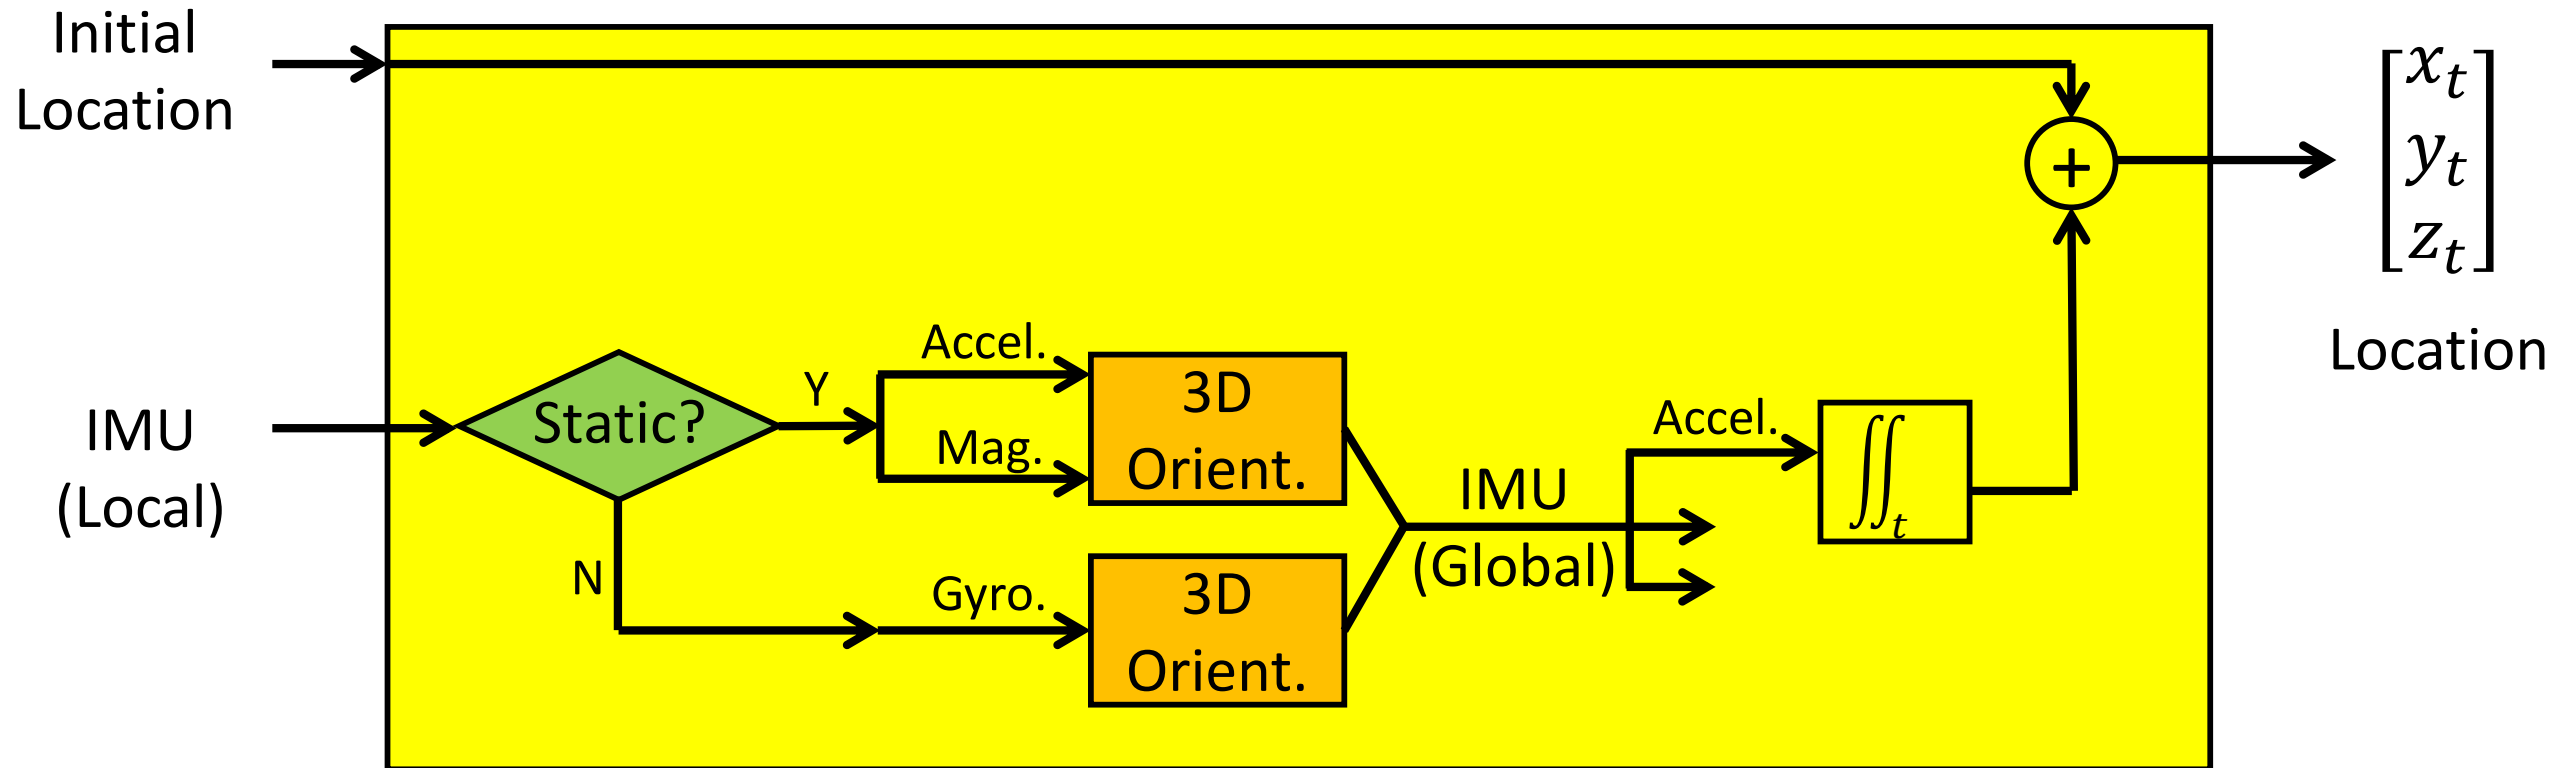 Initial
Location
IMU
(Local)
Static?
Y
N
Accel.
Mag.
Gyro.
3D
Orient.
3D
Orient.
IMU
(Global)
Accel.
∬t
+
xt
yt
zt
Location